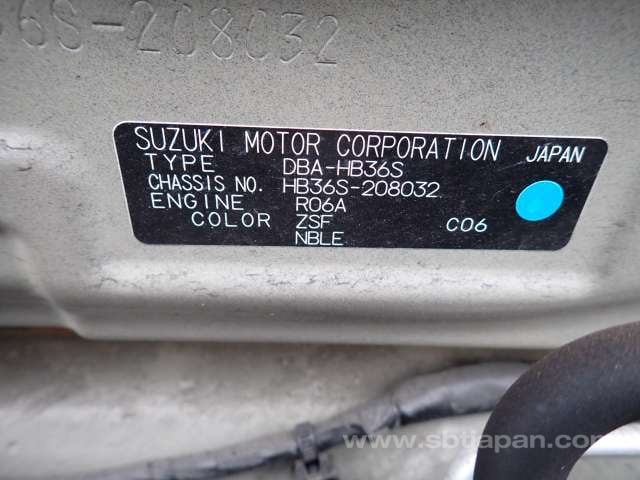 36S-208032
SUZUKI MOTOR CORPORATION JAPAN
TYPE DBA-HB36S
CHASSIS NO. HB36S-208032
ENGINE R06A
COLOR ZSF C06
NBLE
www.sbtjapan.com